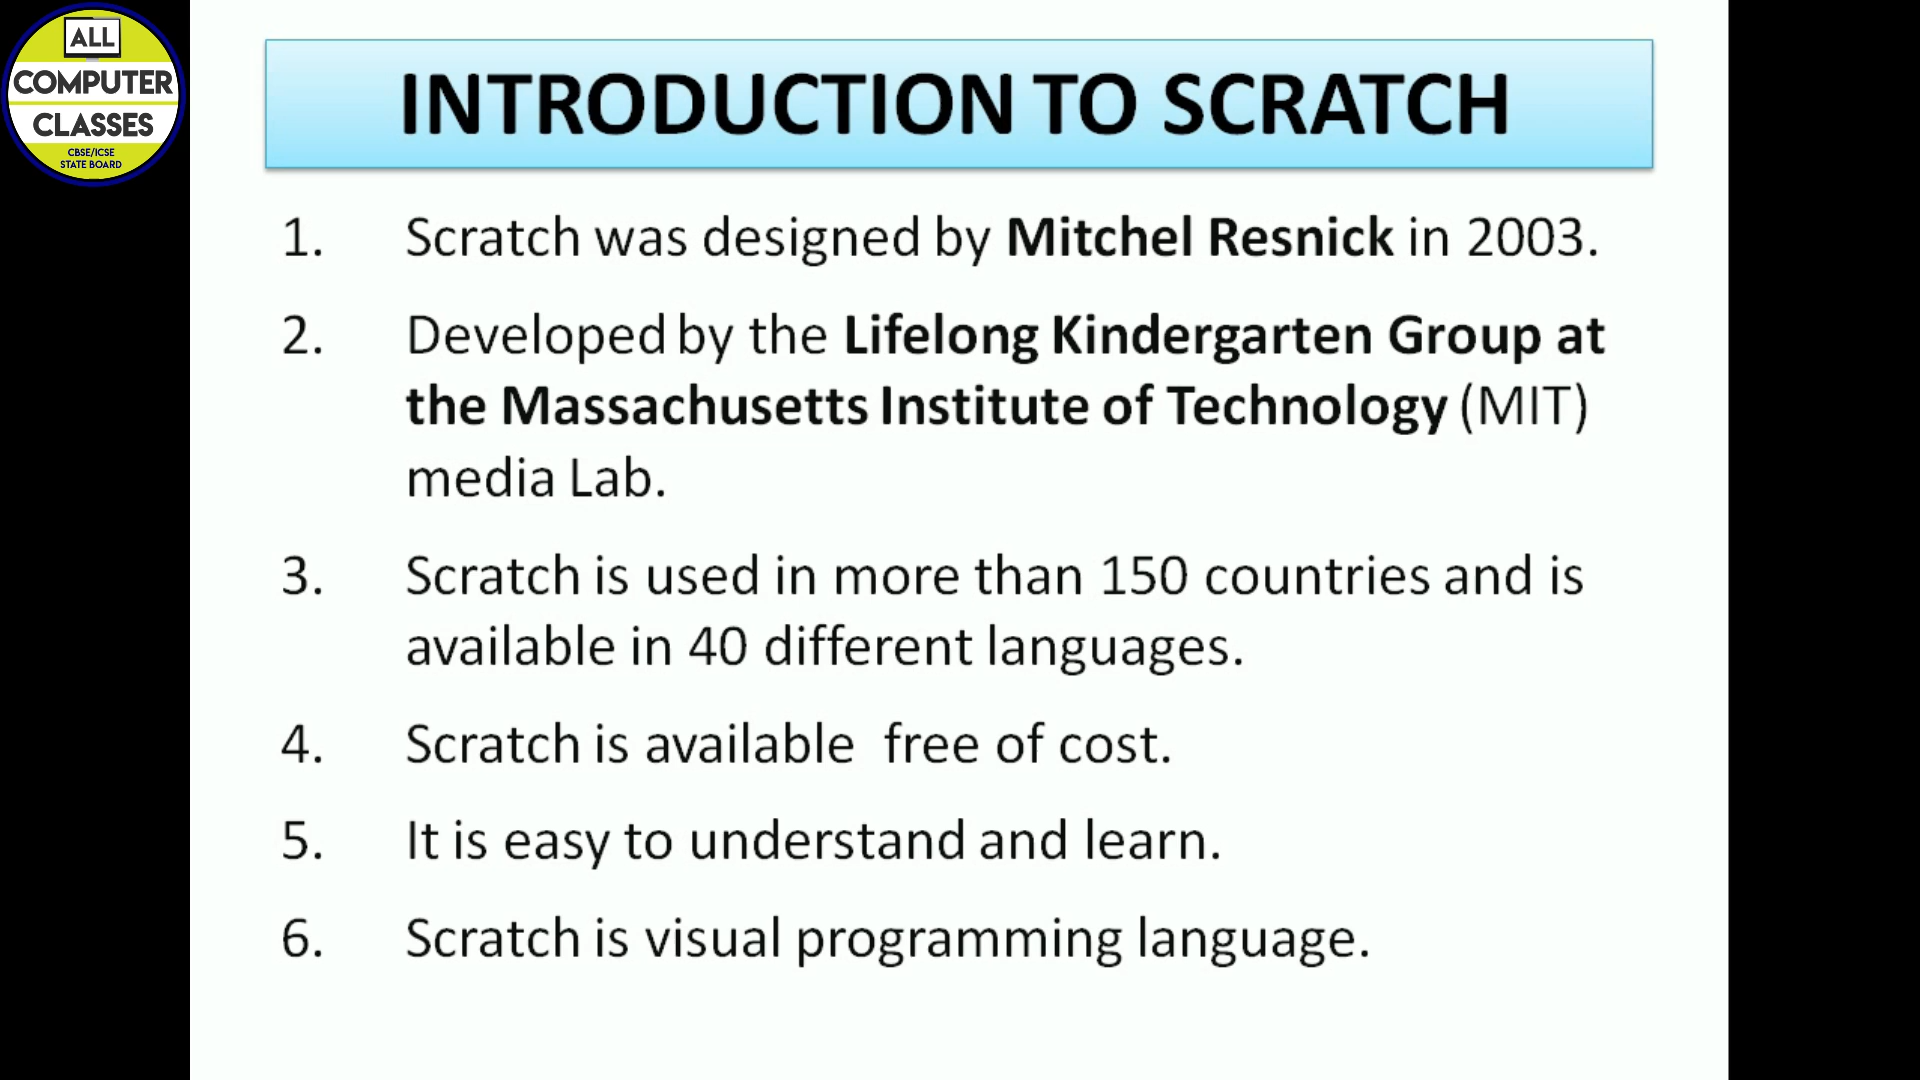 ALL
COMPUTER
CLASSES
CBSE/ICSE
STATE BOARD
INTRODUCTION TO SCRATCH
1. Scratch was designed by Mitchel Resnick in 2003.
2. Developed by the Lifelong Kindergarten Group at
the Massachusetts Institute of Technology (MIT)
media Lab.
3. Scratch is used in more than 150 countries and is
available in 40 different languages.
4. Scratch is available free of cost.
5. It is easy to understand and learn.
6. Scratch is visual programming language.